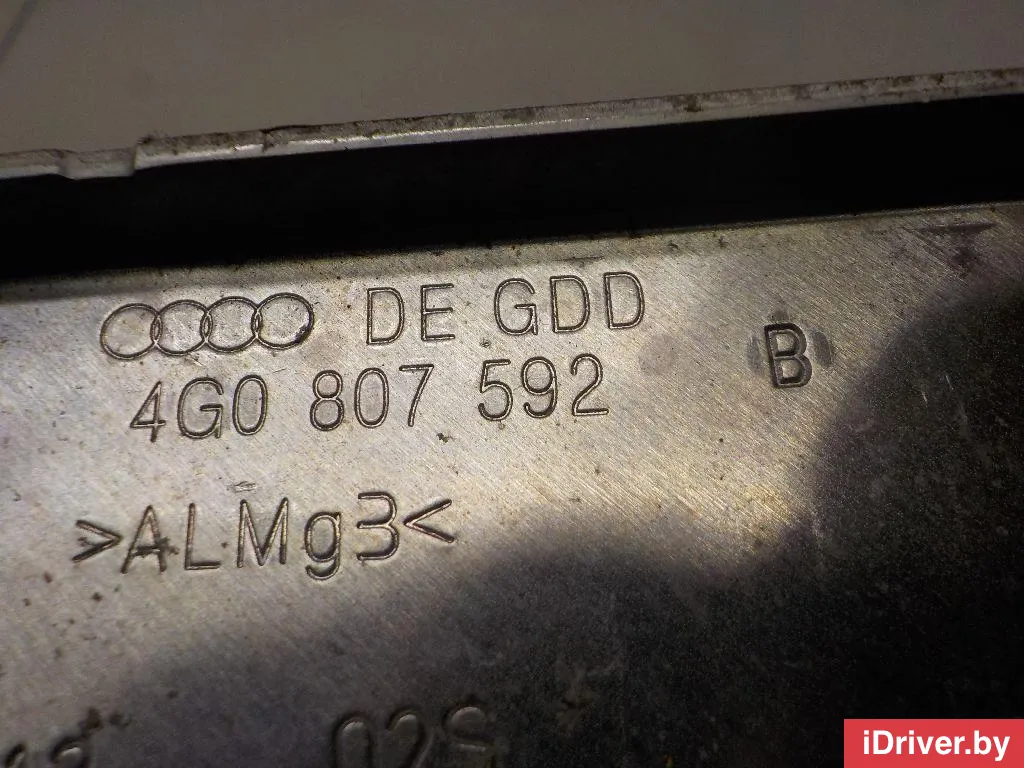 DE GDD
4G0 807 592 B
>ALMg3<
iDriver.by